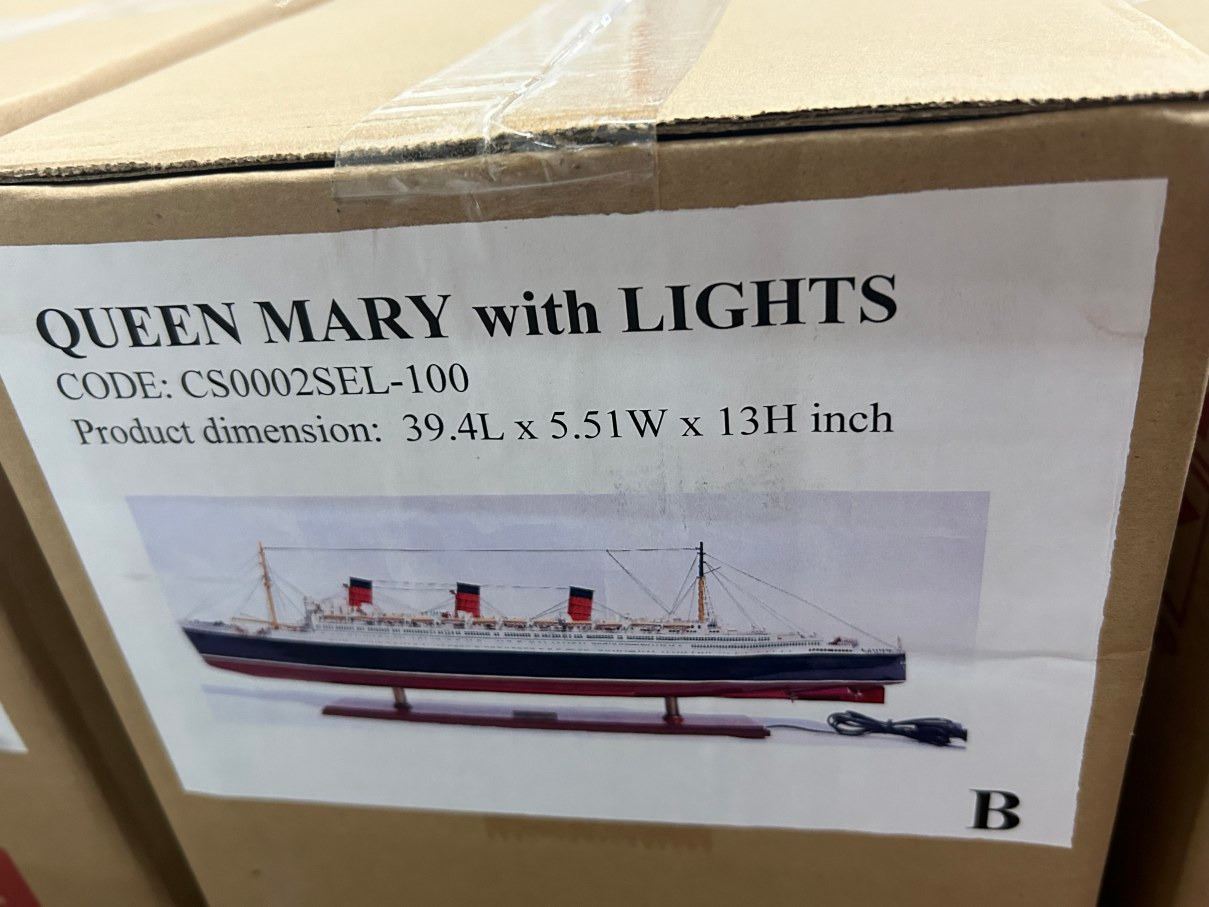 QUEEN MARY with LIGHTS
CODE: CS0002SEL-100
Product dimension: 39.4L x 5.51W x 13H inch
B